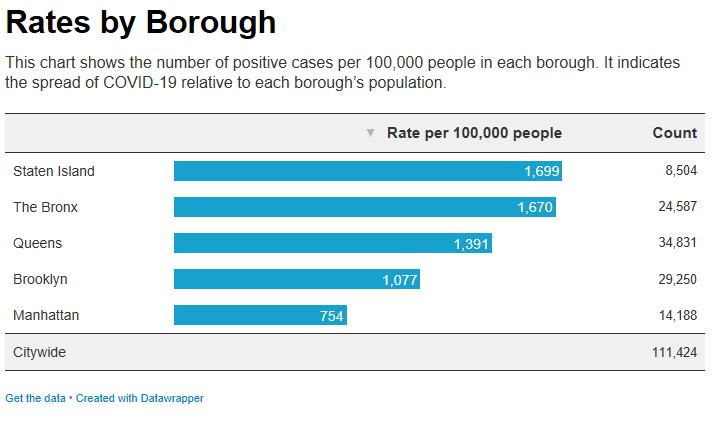 Rates by Borough
This chart shows the number of positive cases per 100,000 people in each borough. It indicates
the spread of COVID-19 relative to each borough’s population.
▼ Rate per 100,000 people Count
Staten Island 1,699 8,504
The Bronx 1,670 24,587
Queens 1,391 34,831
Brooklyn 1,077 29,250
Manhattan 754 14,188
Citywide 111,424
Get the data • Created with Datawrapper